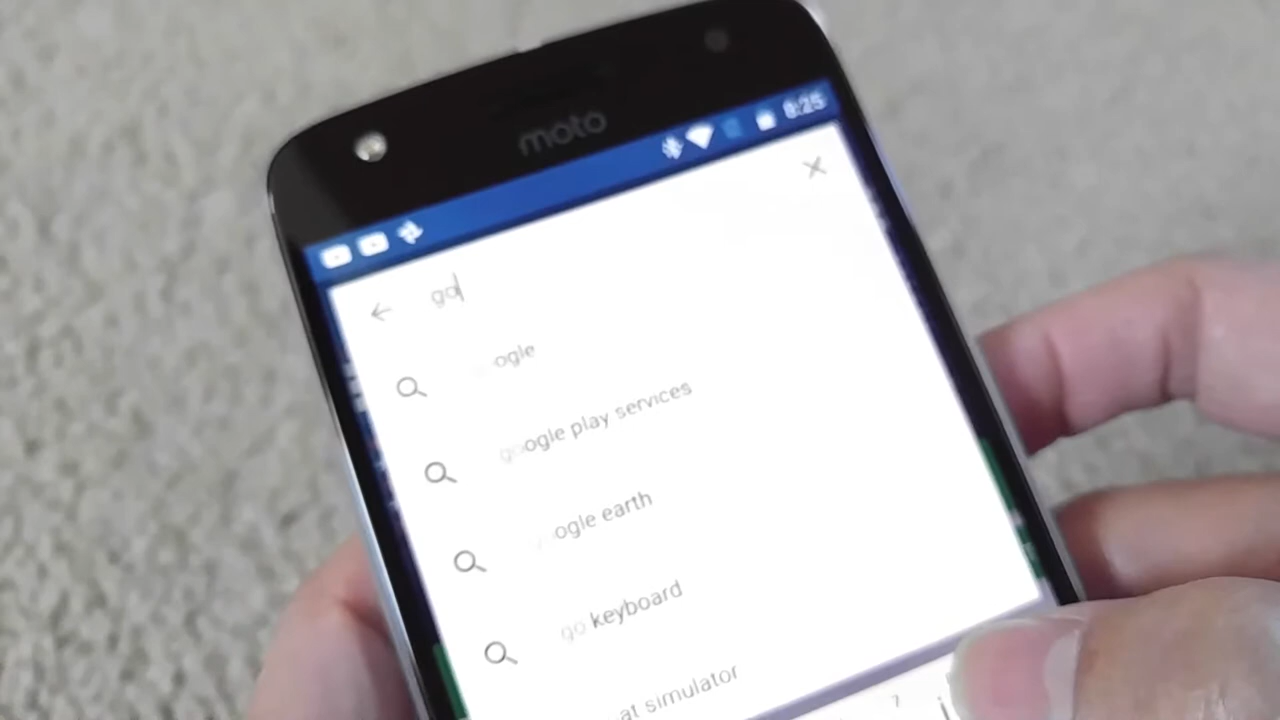 moto
8:25
go
google
google play services
google earth
go keyboard
at simulator